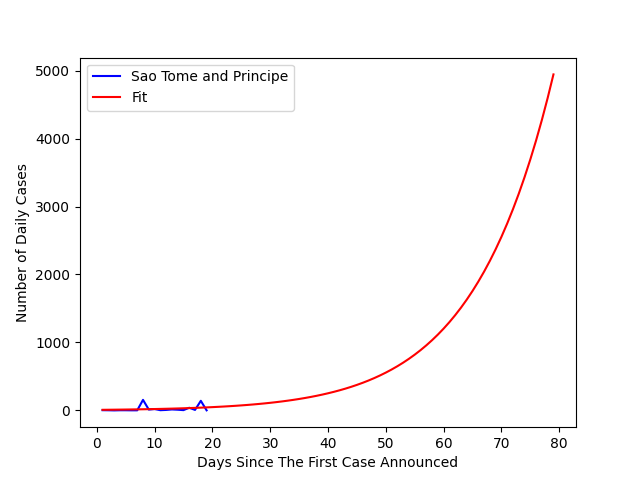 Sao Tome and Principe
Fit
5000
4000
3000
2000
1000
0
Number of Daily Cases
0 10 20 30 40 50 60 70 80
Days Since The First Case Announced